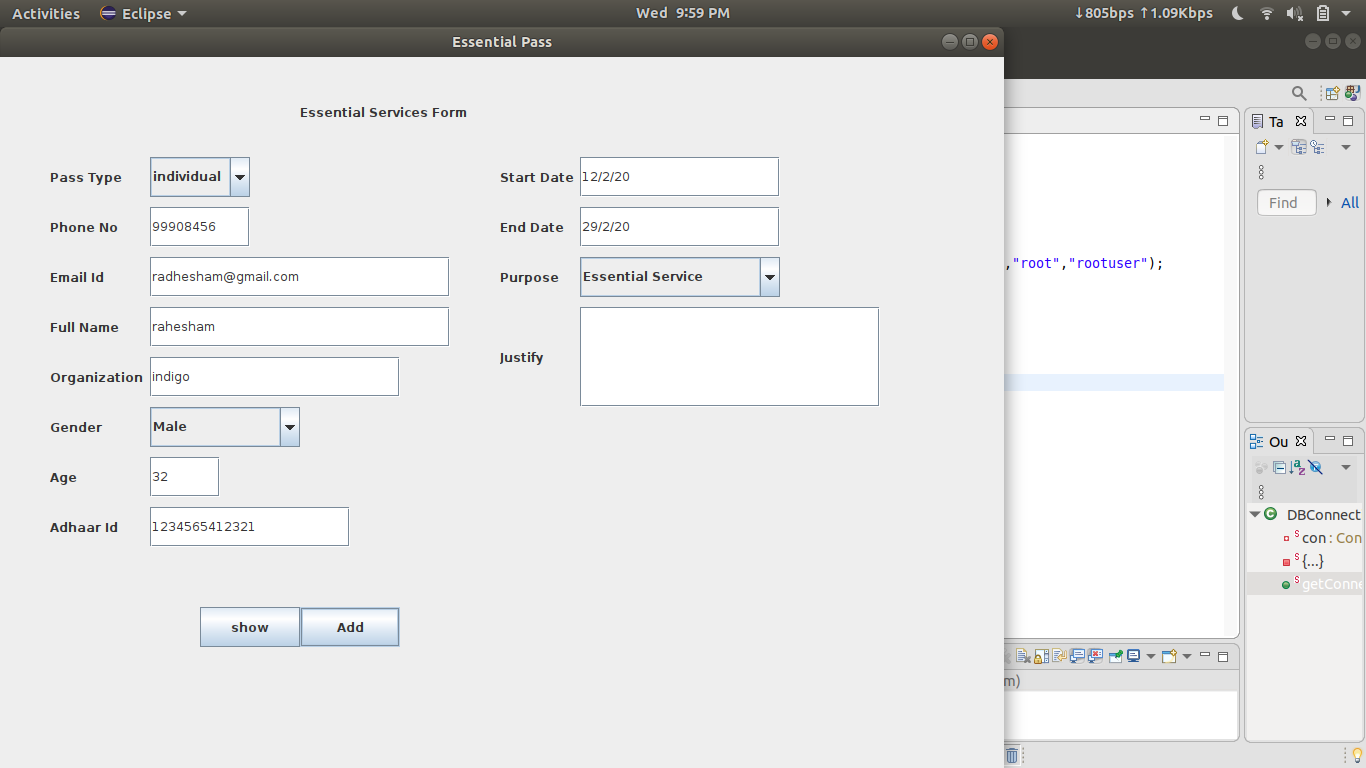 Activities Eclipse Wed 9:59 PM ↓805bps ↑1.09Kbps
Essential Pass
Essential Services Form
Pass Type individual
Phone No 99908456
Email Id radhesham@gmail.com
Full Name rahesham
Organization indigo
Gender Male
Age 32
Adhaar Id 1234565412321
show Add
Start Date 12/2/20
End Date 29/2/20
Purpose Essential Service
Justify
,"root","rootuser");
m)
Ta
Find All
Ou
DBConnect
con : Con
{...}
getConne